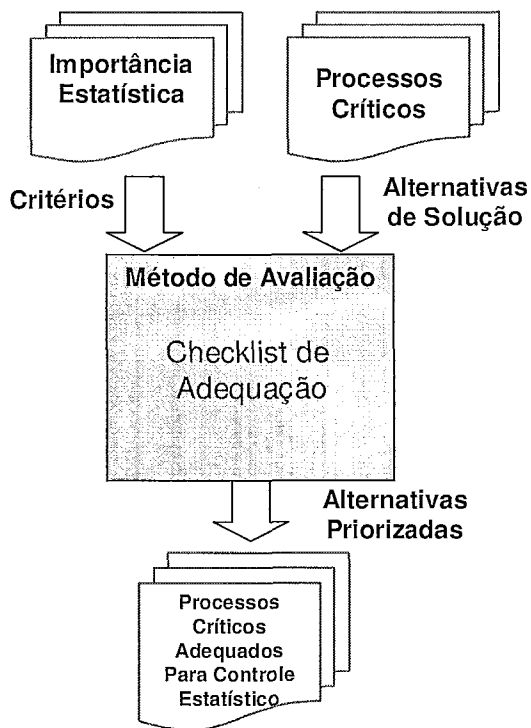 Importância
Estatística
Processos
Críticos
Critérios
Alternativas
de Solução
Método de Avaliação
Checklist de
Adequação
Alternativas
Priorizadas
Processos
Críticos
Adequados
Para Controle
Estatístico